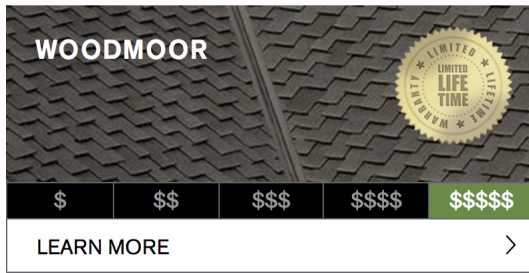 WOODMOOR
LIMITED
LIFETIME
WARRANTY
LIMITED
LIFE
TIME
$
$$
$$$
$$$$
$$$$$
LEARN MORE